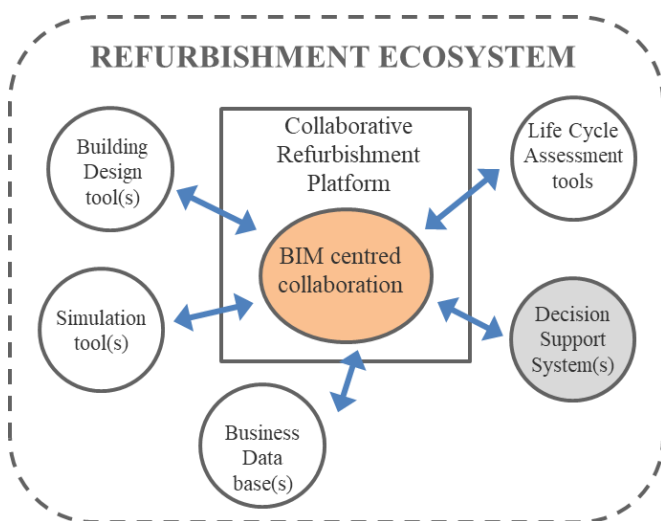 REFURBISHMENT ECOSYSTEM
Building
Design
tool(s)
Collaborative
Refurbishment
Platform
Life Cycle
Assessment
tools
BIM centred
collaboration
Simulation
tool(s)
Decision
Support
System(s)
Business
Data
base(s)